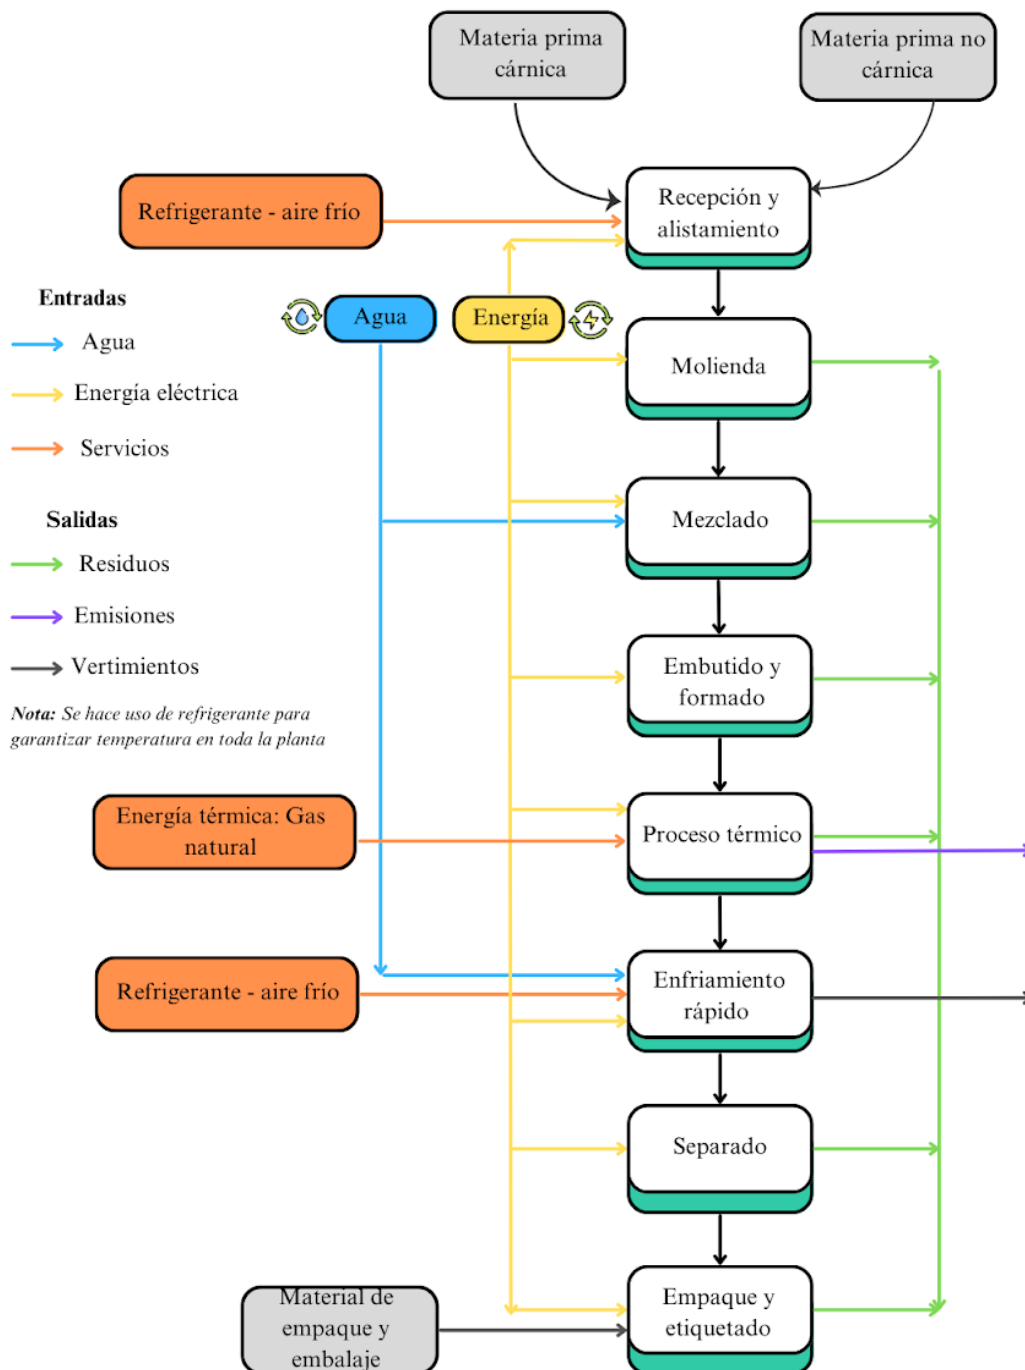 Materia prima
cárnica
Materia prima no
cárnica
Refrigerante - aire frío
Recepción y
alistamiento
Entradas
Agua
Energía eléctrica
Servicios
Agua
Energía
Molienda
Salidas
Residuos
Emisiones
Vertimientos
Nota: Se hace uso de refrigerante para
garantizar temperatura en toda la planta
Mezclado
Embutido y
formado
Energía térmica: Gas
natural
Proceso térmico
Refrigerante - aire frío
Enfriamiento
rápido
Separado
Material de
empaque y
embalaje
Empaque y
etiquetado